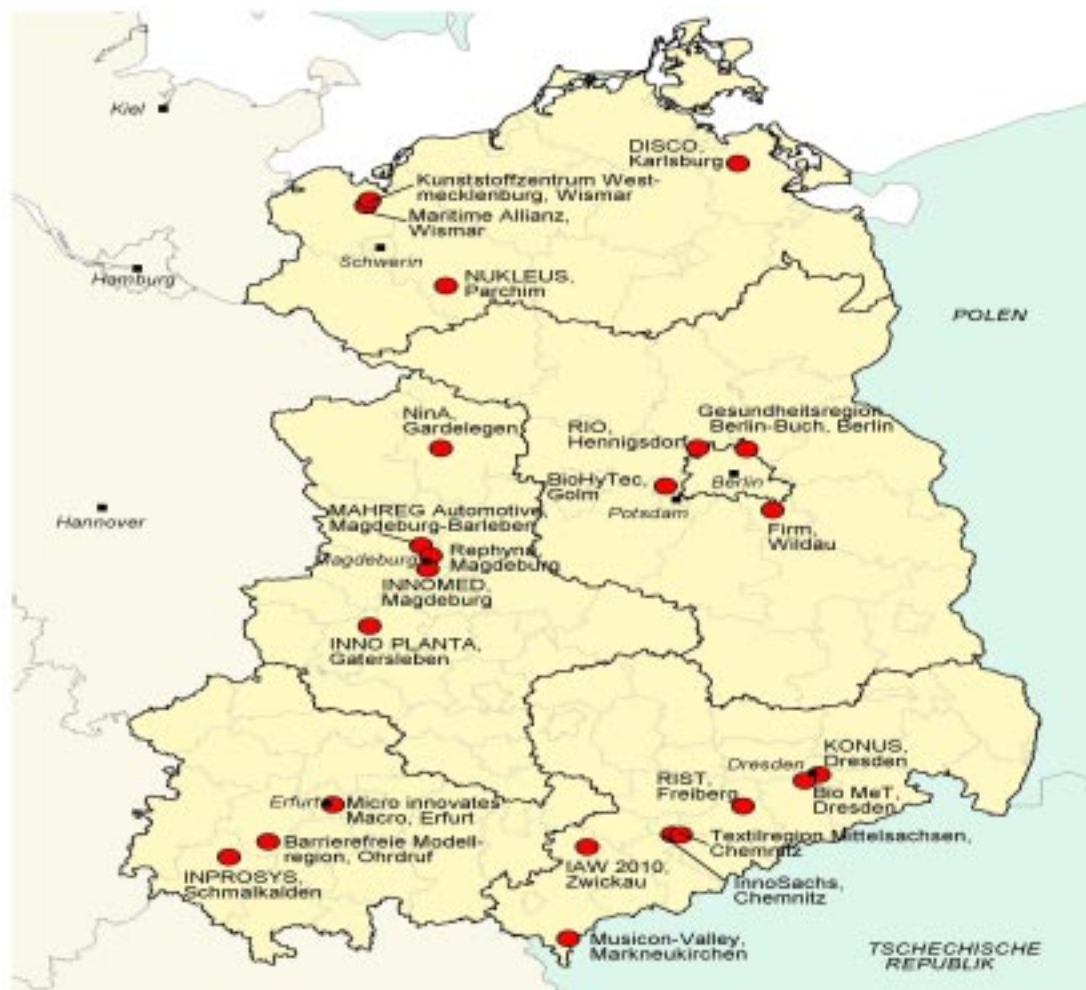 Kiel
DISCO,
Karlsburg
Kunststoffzentrum West-
mecklenburg, Wismar
Maritime Allianz,
Wismar
Schwerin
Hamburg
NUKLEUS,
Parchim
POLEN
NinA,
Gardelegen
RIO,
Hennigsdorf
Gesundheitsregion
Berlin-Buch, Berlin
Berlin
BioHyTec,
Golm
Potsdam
Firm,
Wildau
Hannover
MAHREG Automotive,
Magdeburg-Barleben
Magdeburg
Rephyna,
Magdeburg
INNOMED,
Magdeburg
INNO PLANTA,
Gatersleben
KONUS,
Dresden
Dresden
Bio MeT,
Dresden
RIST,
Freiberg
Erfurt
Micro innovates
Macro, Erfurt
Barrierefreie Modell-
region, Ohrdruf
INPROSYS,
Schmalkalden
Textilregion Mittelsachsen,
Chemnitz
IAW 2010,
Zwickau
InnoSachs,
Chemnitz
Musicon-Valley,
Markneukirchen
TSCHECHISCHE
REPUBLIK